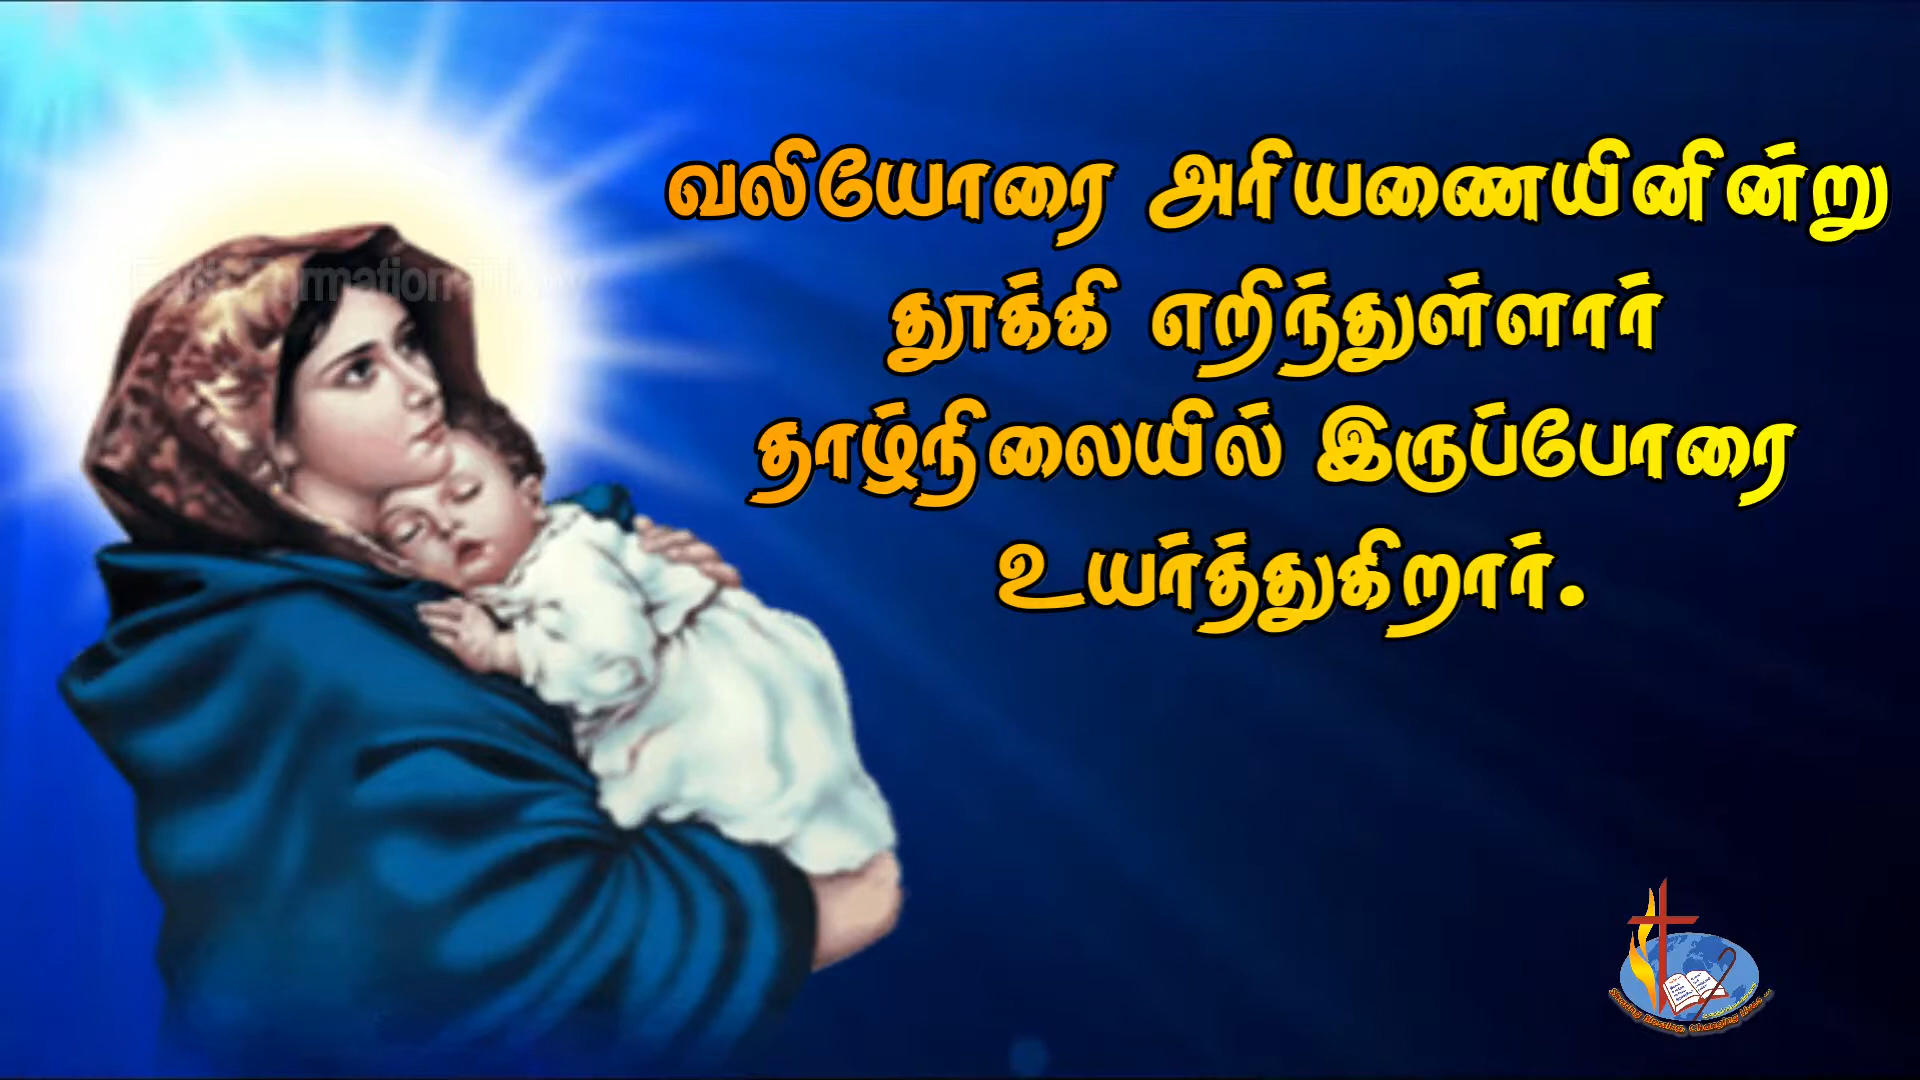 வலியோரை அரியணையினின்று
தூக்கி எறிந்துள்ளார்
தாழ்நிலையில் இருப்போரை
உயர்த்துகிறார்.